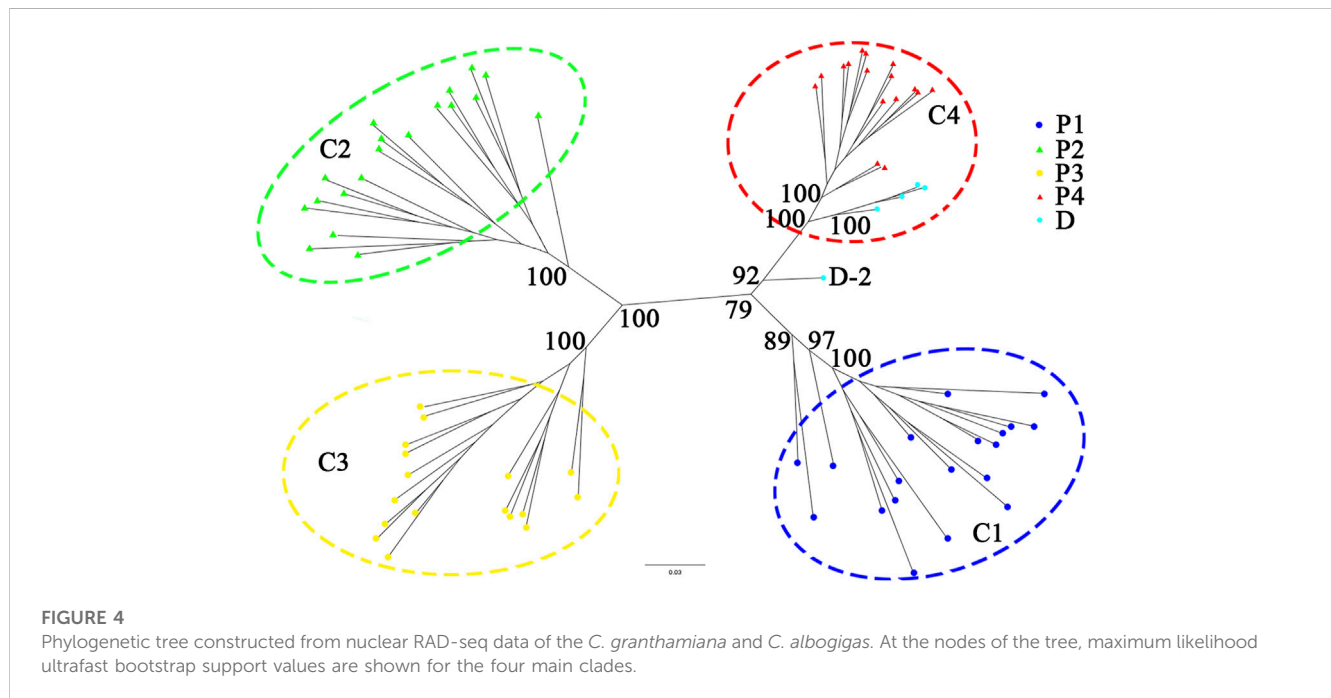 C2
C4
P1
P2
P3
P4
D
100
100
100
100
100
92
D-2
79
100
89
97
100
C3
C1
0.03
FIGURE 4
Phylogenetic tree constructed from nuclear RAD-seq data of the C. granthamiana and C. albogigas. At the nodes of the tree, maximum likelihood
ultrafast bootstrap support values are shown for the four main clades.